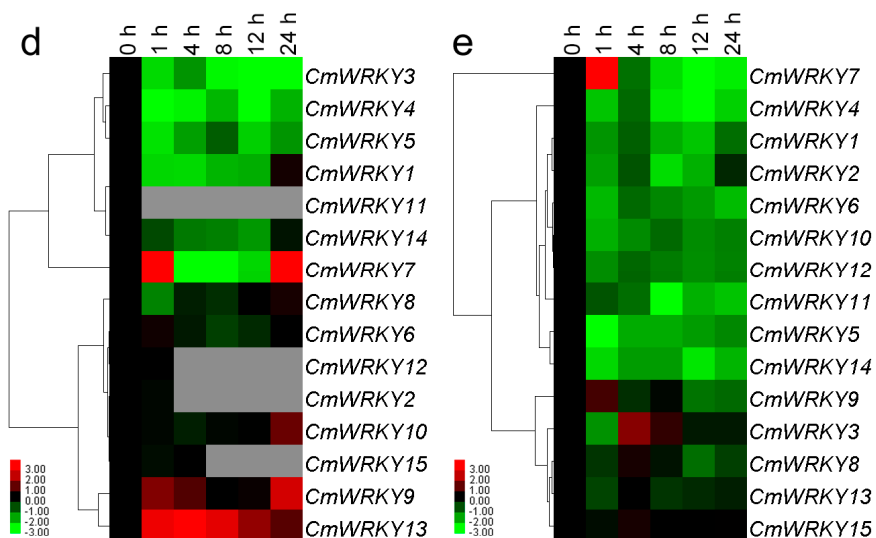 d
0 h
1 h
4 h
8 h
12 h
24 h
CmWRKY3
CmWRKY4
CmWRKY5
CmWRKY1
CmWRKY11
CmWRKY14
CmWRKY7
CmWRKY8
CmWRKY6
CmWRKY12
CmWRKY2
CmWRKY10
CmWRKY15
CmWRKY9
CmWRKY13
3.00
2.00
1.00
0.00
-1.00
-2.00
-3.00
e
0 h
1 h
4 h
8 h
12 h
24 h
CmWRKY7
CmWRKY4
CmWRKY1
CmWRKY2
CmWRKY6
CmWRKY10
CmWRKY12
CmWRKY11
CmWRKY5
CmWRKY14
CmWRKY9
CmWRKY3
CmWRKY8
CmWRKY13
CmWRKY15
3.00
2.00
1.00
0.00
-1.00
-2.00
-3.00